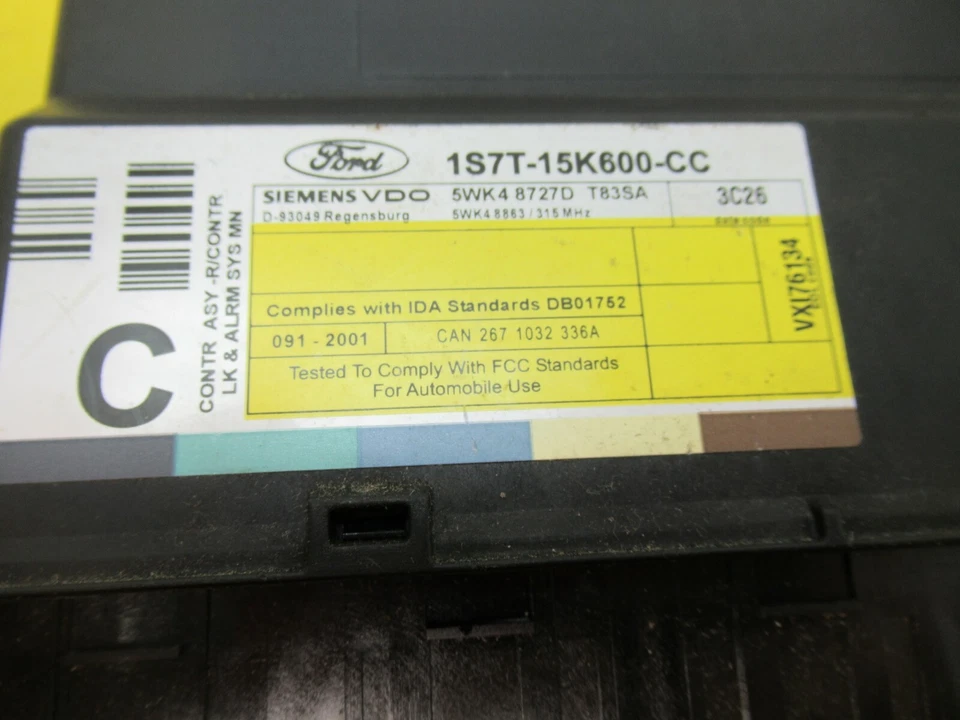 Ford
1S7T-15K600-CC
SIEMENS VDO 5WK4 8727D T83SA 3C26
D-93049 Regensburg 5WK4 8863 / 315 MHz date code
VXI76134
Complies with IDA Standards DB01752
091 - 2001 CAN 267 1032 336A
Tested To Comply With FCC Standards
For Automobile Use
CONTR ASY -R/CONTR
LK & ALRM SYS MN
C